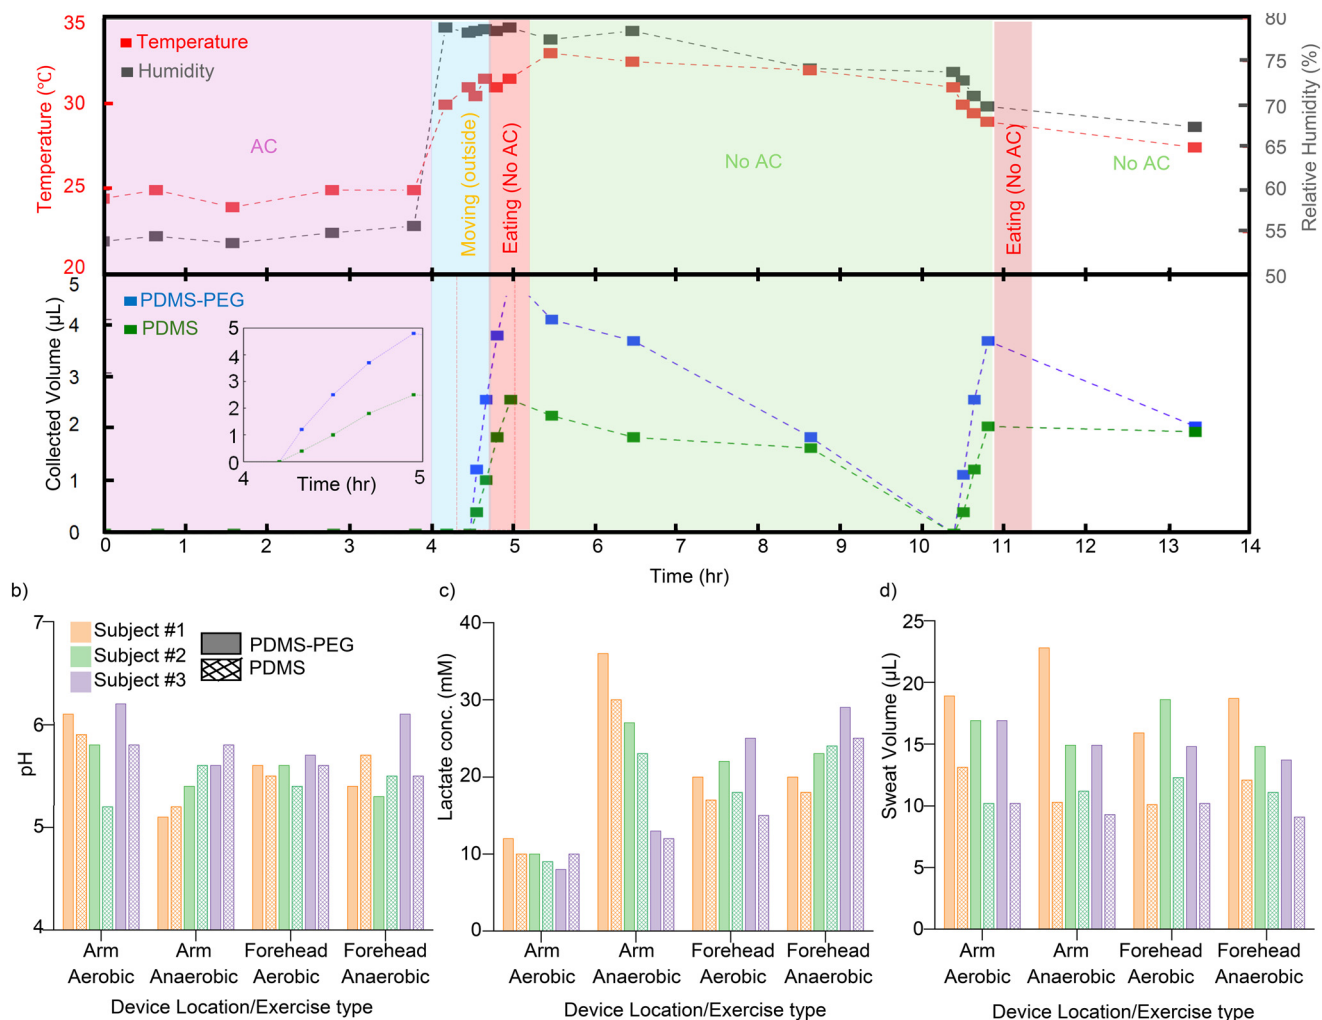 35
30
25
20
Temperature (°C)
Temperature
Humidity
AC
Moving (outside)
Eating (No AC)
No AC
Eating (No AC)
No AC
80
75
70
65
60
55
50
Relative Humidity (%)
5
4
3
2
1
0
Collected Volume (µL)
PDMS-PEG
PDMS
5
4
3
2
1
0
4 5
Time (hr)
0 1 2 3 4 5 6 7 8 9 10 11 12 13 14
Time (hr)
b)
7
6
5
4
pH
Subject #1
Subject #2
Subject #3
PDMS-PEG
PDMS
Arm Arm Forehead Forehead
Aerobic Anaerobic Aerobic Anaerobic
Device Location/Exercise type
c)
40
30
20
10
0
Lactate conc. (mM)
Arm Arm Forehead Forehead
Aerobic Anaerobic Aerobic Anaerobic
Device Location/Exercise type
d)
25
20
15
10
5
0
Sweat Volume (µL)
Arm Arm Forehead Forehead
Aerobic Anaerobic Aerobic Anaerobic
Device Location/Exercise type